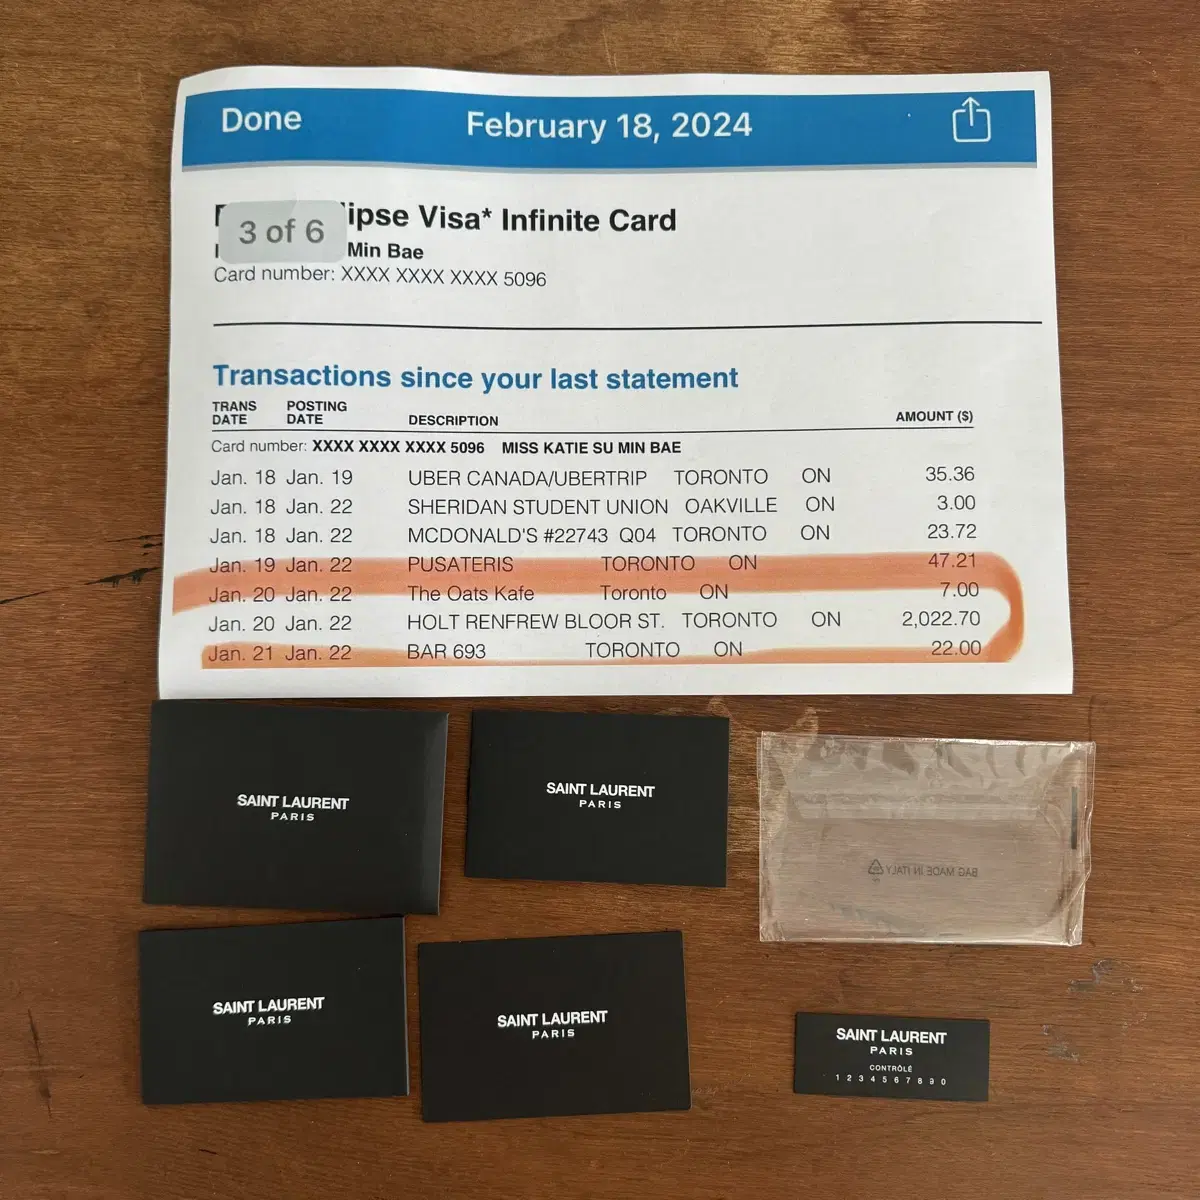 Done February 18, 2024
3 of 6 Visa* Infinite Card
Min Bae
Card number: XXXX XXXX XXXX 5096
Transactions since your last statement
TRANS DATE POSTING DATE DESCRIPTION AMOUNT ($)
Card number: XXXX XXXX XXXX 5096 MISS KATIE SU MIN BAE
Jan. 18 Jan. 19 UBER CANADA/UBERTRIP TORONTO ON 35.36
Jan. 18 Jan. 22 SHERIDAN STUDENT UNION OAKVILLE ON 3.00
Jan. 18 Jan. 22 MCDONALD'S #22743 Q04 TORONTO ON 23.72
Jan. 19 Jan. 22 PUSATERIS TORONTO ON 47.21
Jan. 20 Jan. 22 The Oats Kafe Toronto ON 7.00
Jan. 20 Jan. 22 HOLT RENFREW BLOOR ST. TORONTO ON 2,022.70
Jan. 21 Jan. 22 BAR 693 TORONTO ON 22.00
SAINT LAURENT
PARIS
SAINT LAURENT
PARIS
BAG MADE IN ITALY
SAINT LAURENT
PARIS
SAINT LAURENT
PARIS
SAINT LAURENT
PARIS
CONTRÔLE
1 2 3 4 5 6 7 8 9 0